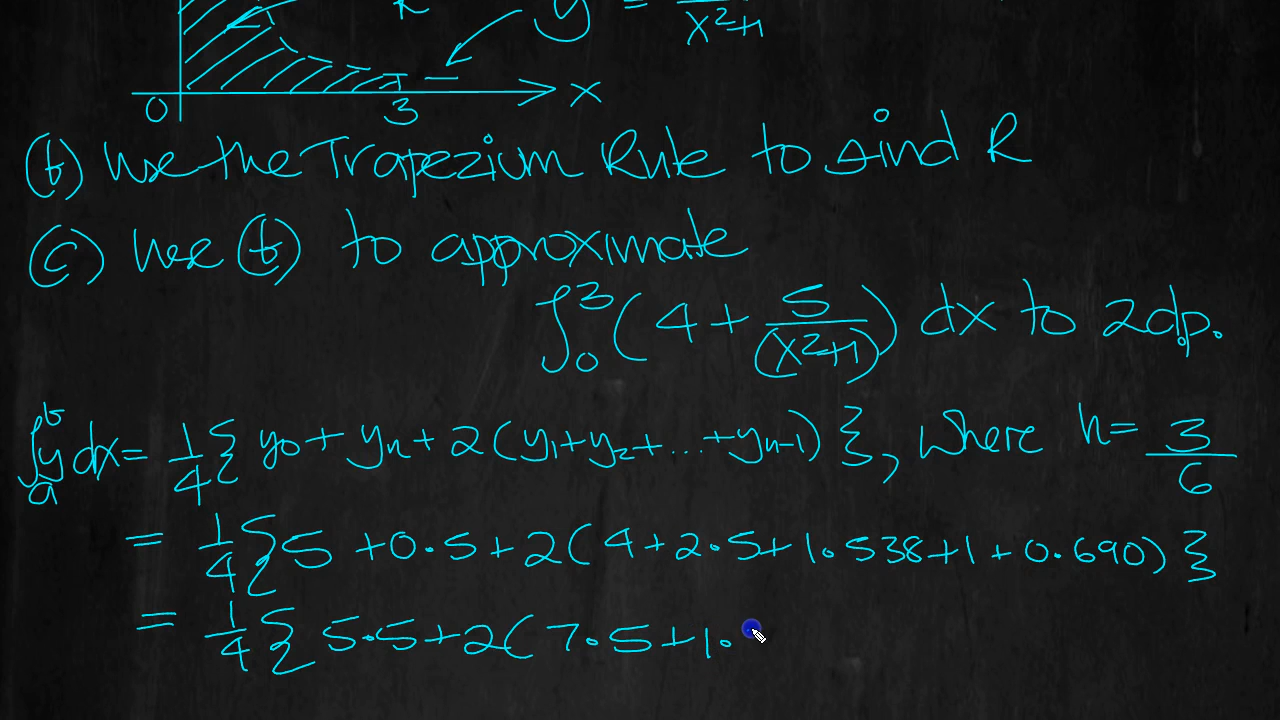 R y = x²+1
0 3 x
(b) Use the Trapezium Rule to find R
(c) Use (b) to approximate
∫₀³ (4 + 5/(x²+1)) dx to 2dp.
∫ₐᵇ y dx = 1/4 { y₀ + yₙ + 2(y₁+y₂+...+yₙ₋₁) }, where h = 3/6
= 1/4 { 5 + 0.5 + 2(4+2.5+1.538+1+0.690) }
= 1/4 { 5.5 + 2(7.5+1.